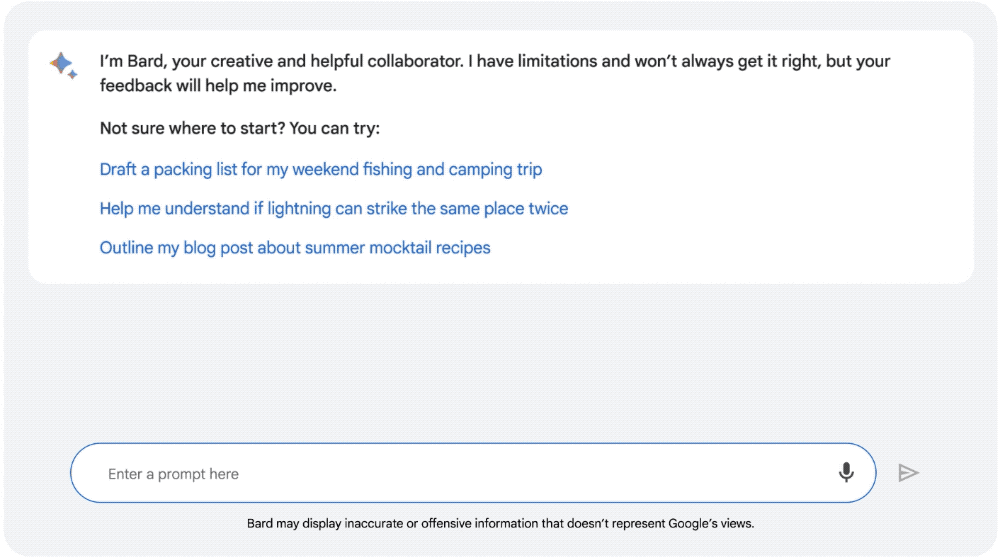 I’m Bard, your creative and helpful collaborator. I have limitations and won’t always get it right, but your
feedback will help me improve.
Not sure where to start? You can try:
Draft a packing list for my weekend fishing and camping trip
Help me understand if lightning can strike the same place twice
Outline my blog post about summer mocktail recipes
Enter a prompt here
Bard may display inaccurate or offensive information that doesn’t represent Google’s views.